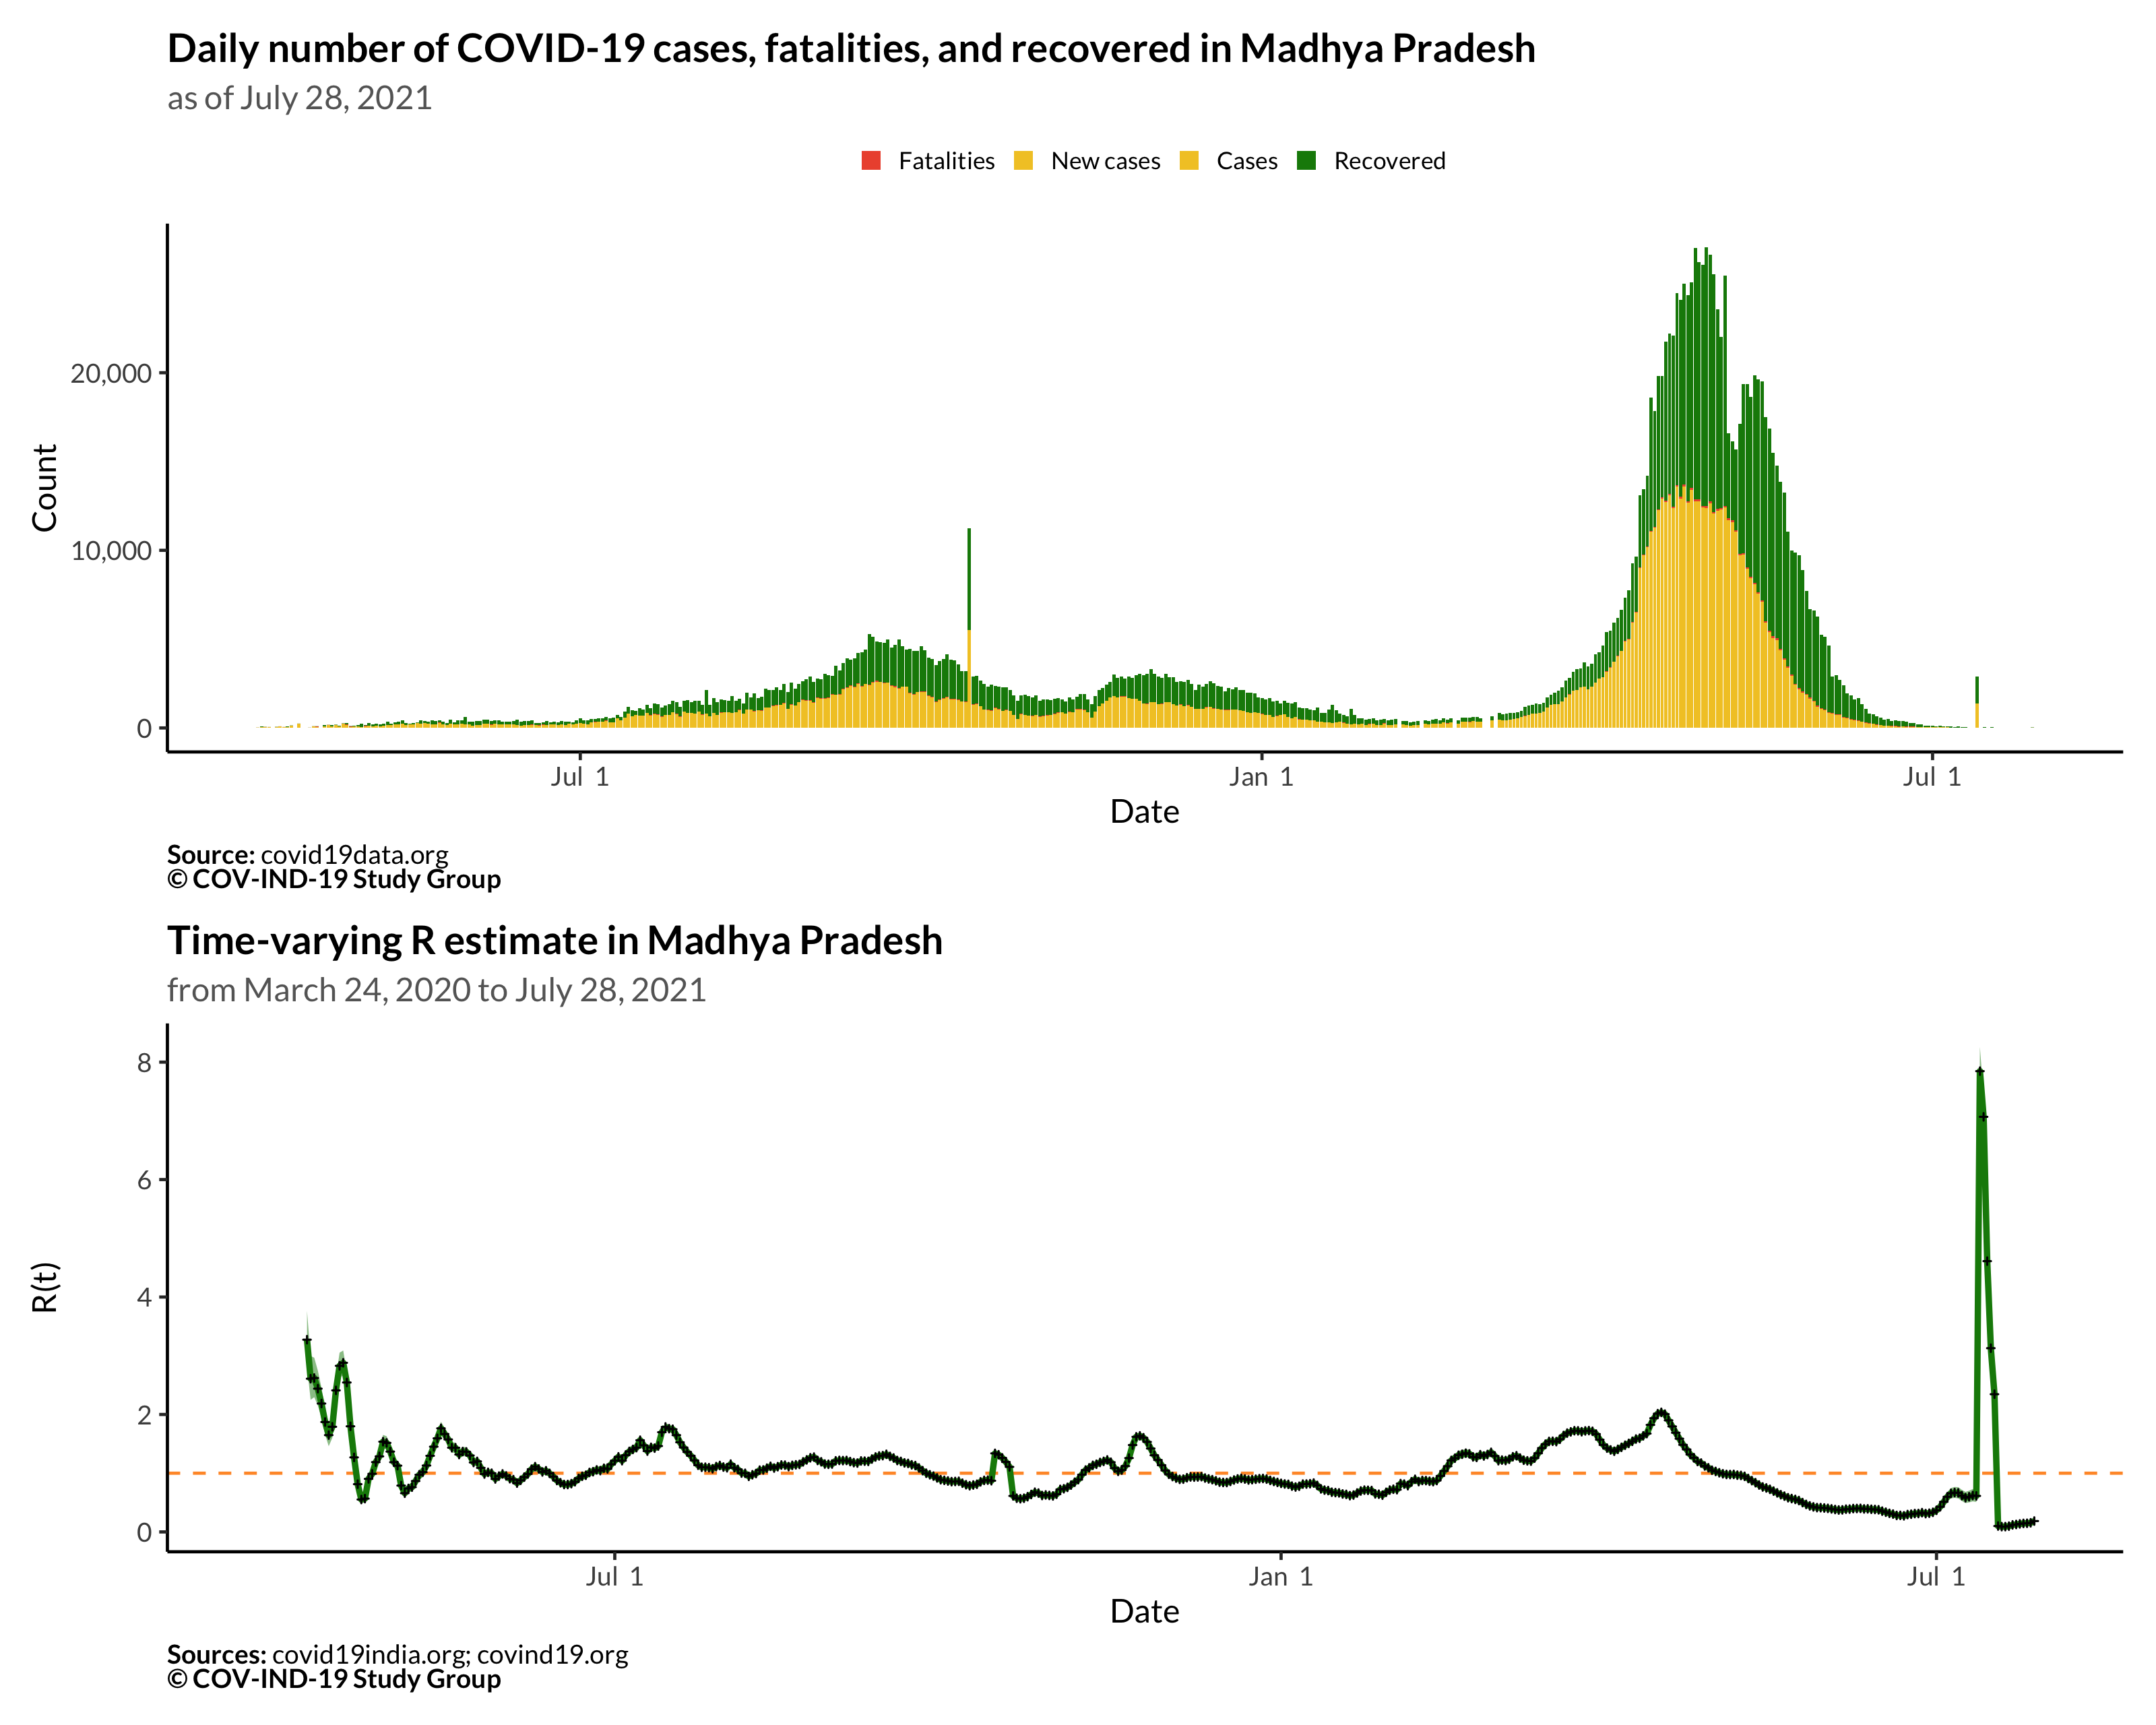 Daily number of COVID-19 cases, fatalities, and recovered in Madhya Pradesh
as of July 28, 2021
Fatalities New cases Cases Recovered
Count
20,000
10,000
0
Jul 1 Jan 1 Jul 1
Date
Source: covid19data.org
© COV-IND-19 Study Group
Time-varying R estimate in Madhya Pradesh
from March 24, 2020 to July 28, 2021
R(t)
8
6
4
2
0
Jul 1 Jan 1 Jul 1
Date
Sources: covid19india.org; covind19.org
© COV-IND-19 Study Group